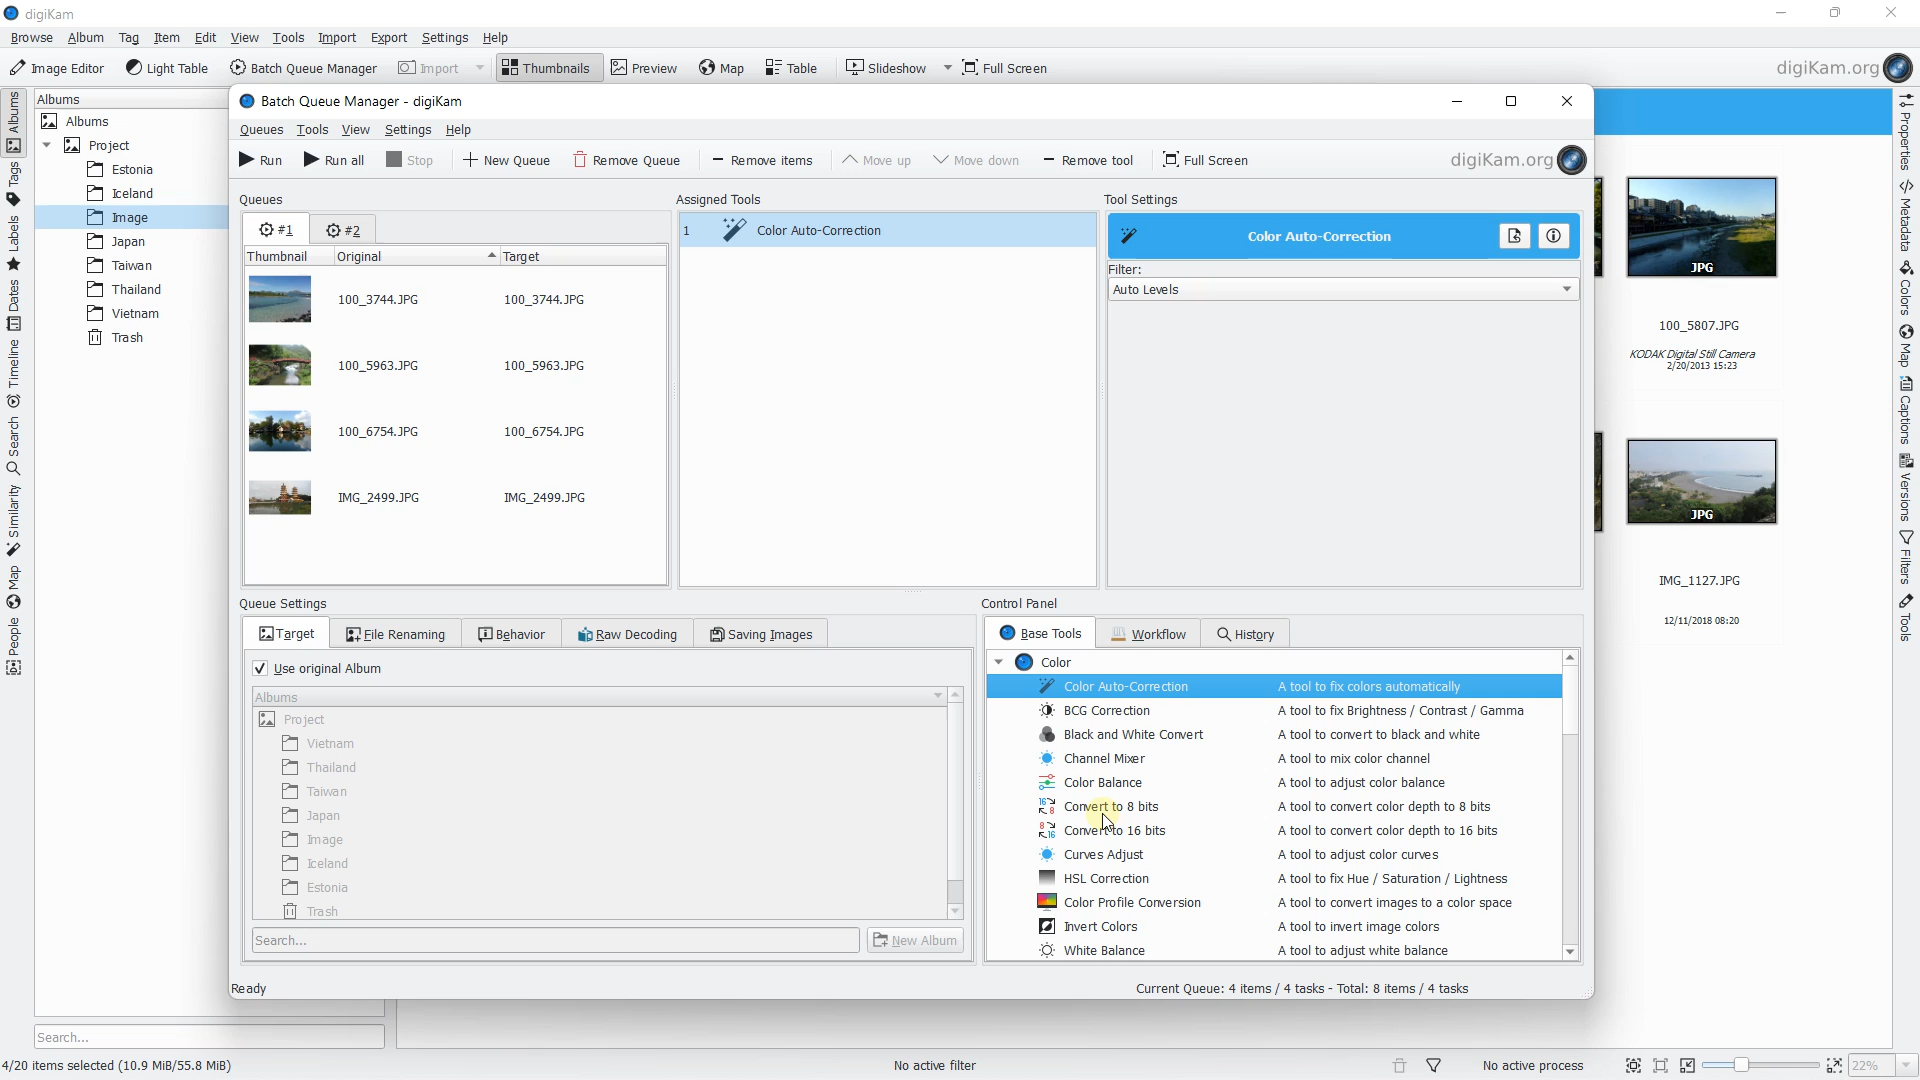 digiKam
Browse Album Tag Item Edit View Tools Import Export Settings Help
Image Editor Light Table Batch Queue Manager Import Thumbnails Preview Map Table Slideshow Full Screen digiKam.org
Albums
Tags
Labels
Dates
Timeline
Search
Similarity
Map
People
Albums
Albums
Project
Estonia
Iceland
Image
Japan
Taiwan
Thailand
Vietnam
Trash
Search...
Batch Queue Manager - digiKam
Queues Tools View Settings Help
Run Run all Stop New Queue Remove Queue Remove items Move up Move down Remove tool Full Screen digiKam.org
Queues
#1 #2
Thumbnail Original Target
100_3744.JPG 100_3744.JPG
100_5963.JPG 100_5963.JPG
100_6754.JPG 100_6754.JPG
IMG_2499.JPG IMG_2499.JPG
Assigned Tools
1 Color Auto-Correction
Tool Settings
Color Auto-Correction
Filter:
Auto Levels
Queue Settings
Target File Renaming Behavior Raw Decoding Saving Images
Use original Album
Albums
Project
Vietnam
Thailand
Taiwan
Japan
Image
Iceland
Estonia
Trash
Search... New Album
Control Panel
Base Tools Workflow History
Color
Color Auto-Correction A tool to fix colors automatically
BCG Correction A tool to fix Brightness / Contrast / Gamma
Black and White Convert A tool to convert to black and white
Channel Mixer A tool to mix color channel
Color Balance A tool to adjust color balance
Convert to 8 bits A tool to convert color depth to 8 bits
Convert to 16 bits A tool to convert color depth to 16 bits
Curves Adjust A tool to adjust color curves
HSL Correction A tool to fix Hue / Saturation / Lightness
Color Profile Conversion A tool to convert images to a color space
Invert Colors A tool to invert image colors
White Balance A tool to adjust white balance
Ready Current Queue: 4 items / 4 tasks - Total: 8 items / 4 tasks
JPG
100_5807.JPG
KODAK Digital Still Camera
2/20/2013 15:23
JPG
IMG_1127.JPG
12/11/2018 08:20
Properties
Metadata
Colors
Map
Captions
Versions
Filters
Tools
4/20 items selected (10.9 MiB/55.8 MiB) No active filter No active process 22%